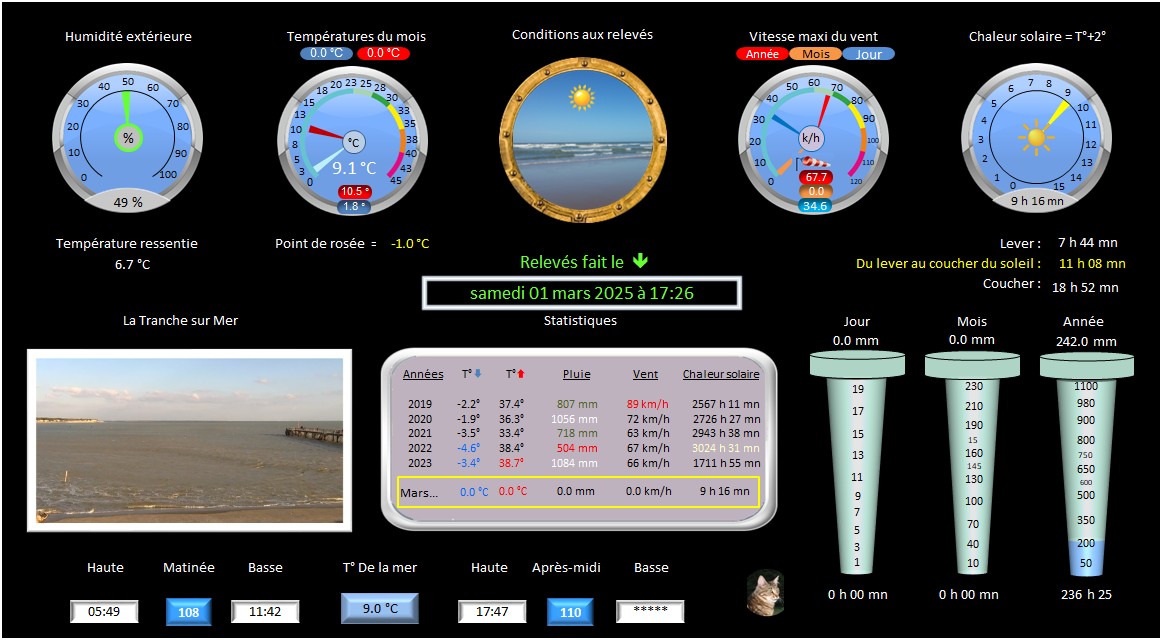 Humidité extérieure
Températures du mois
0.0 °C 0.0 °C
Conditions aux relevés
Vitesse maxi du vent
Année Mois Jour
Chaleur solaire = T°+2°
0 10 20 30 40 50 60 70 80 90 100
%
49 %
0 3 5 8 10 13 15 18 20 23 25 28 30 33 35 38 40 43 45
°C
9.1 °C
10.5 °
1.8 °
0 10 20 30 40 50 60 70 80 90 100 110 120
k/h
67.7
0.0
34.6
0 1 2 3 4 5 6 7 8 9 10 11 12 13 14 15
9 h 16 mn
Température ressentie
6.7 °C
Point de rosée = -1.0 °C
Relevés fait le
samedi 01 mars 2025 à 17:26
Lever : 7 h 44 mn
Du lever au coucher du soleil : 11 h 08 mn
Coucher : 18 h 52 mn
La Tranche sur Mer
Statistiques
Années T° T° Pluie Vent Chaleur solaire
2019 -2.2° 37.4° 807 mm 89 km/h 2567 h 11 mn
2020 -1.9° 36.3° 1056 mm 72 km/h 2726 h 27 mn
2021 -3.5° 33.4° 718 mm 63 km/h 2943 h 38 mn
2022 -4.6° 38.4° 504 mm 67 km/h 3024 h 31 mn
2023 -3.4° 38.7° 1084 mm 66 km/h 1711 h 55 mn
Mars... 0.0 °C 0.0 °C 0.0 mm 0.0 km/h 9 h 16 mn
Jour
0.0 mm
19
17
15
13
11
9
7
5
3
1
0 h 00 mn
Mois
0.0 mm
230
210
190
15
160
145
130
100
70
40
10
0 h 00 mn
Année
242.0 mm
1100
980
900
800
750
650
600
500
350
200
50
236 h 25
Haute Matinée Basse T° De la mer Haute Après-midi Basse
05:49 108 11:42 9.0 °C 17:47 110 *****